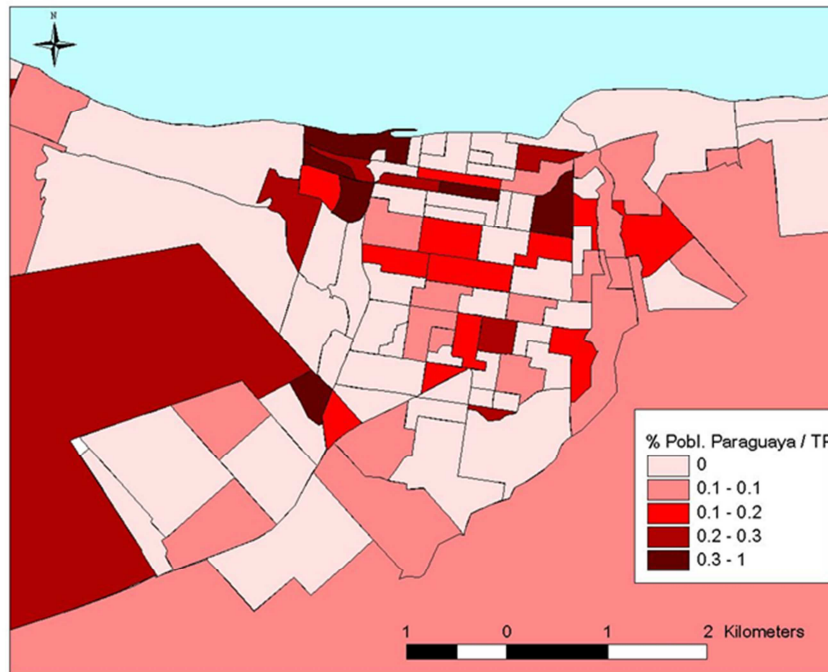 N
% Pobl. Paraguaya / TP
0
0.1 - 0.1
0.1 - 0.2
0.2 - 0.3
0.3 - 1
1 0 1 2 Kilometers